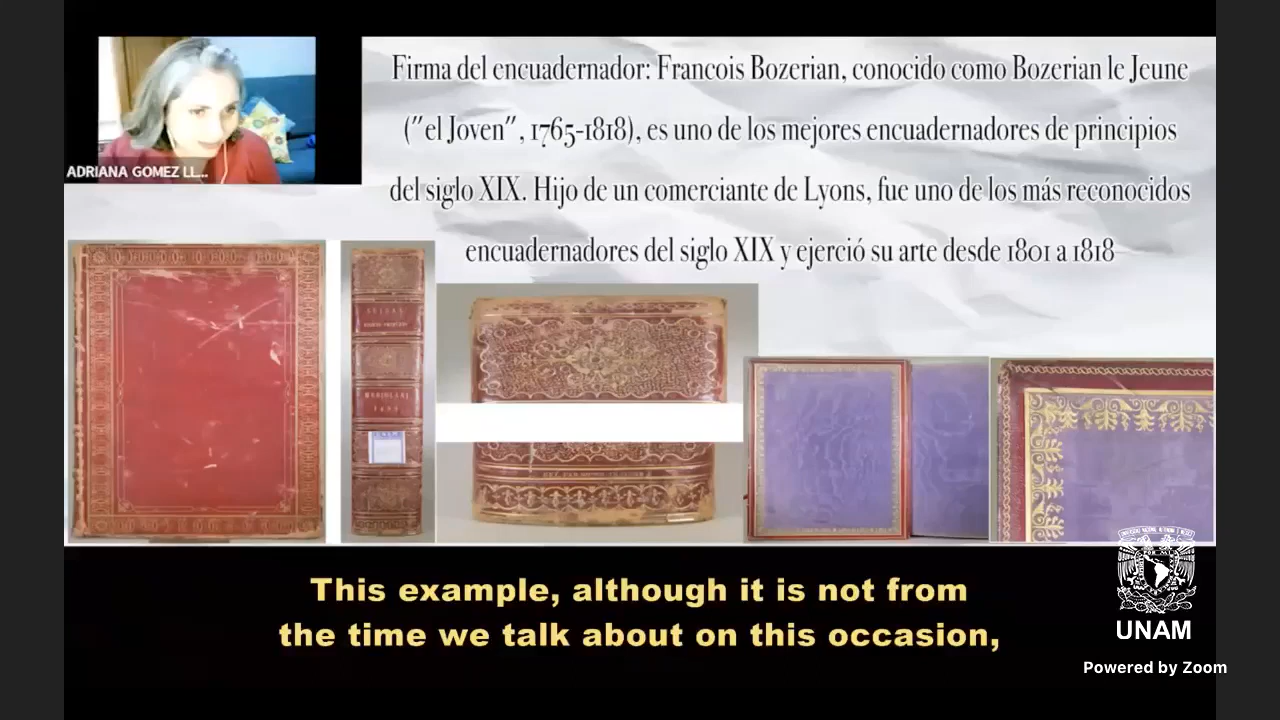 Firma del encuadernador: Francois Bozerian, conocido como Bozerian le Jeune
("el Joven", 1765-1818), es uno de los mejores encuadernadores de principios
del siglo XIX. Hijo de un comerciante de Lyons, fue uno de los más reconocidos
encuadernadores del siglo XIX y ejerció su arte desde 1801 a 1818
ADRIANA GOMEZ LL...
This example, although it is not from
the time we talk about on this occasion,
UNAM
Powered by Zoom